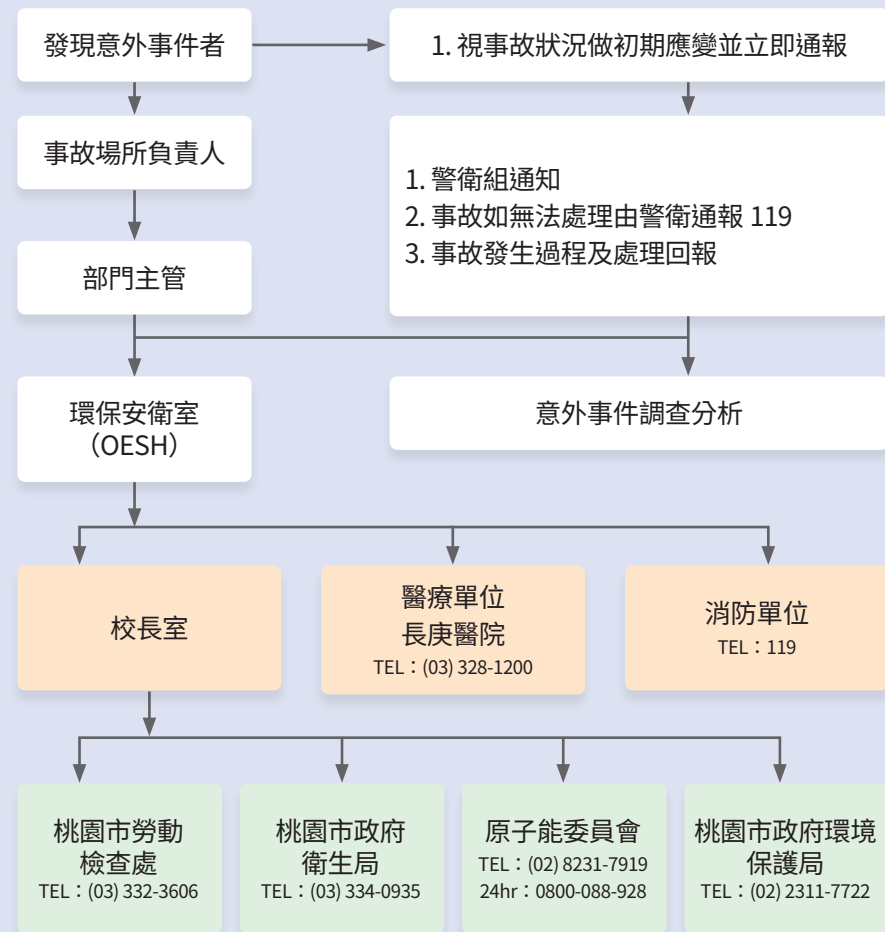 發現意外事件者
1. 視事故狀況做初期應變並立即通報
事故場所負責人
1. 警衛組通知
2. 事故如無法處理由警衛通報 119
3. 事故發生過程及處理回報
部門主管
環保安衛室
（OESH）
意外事件調查分析
校長室
醫療單位
長庚醫院
TEL：(03) 328-1200
消防單位
TEL：119
桃園市勞動
檢查處
TEL：(03) 332-3606
桃園市政府
衛生局
TEL：(03) 334-0935
原子能委員會
TEL：(02) 8231-7919
24hr：0800-088-928
桃園市政府環境
保護局
TEL：(02) 2311-7722